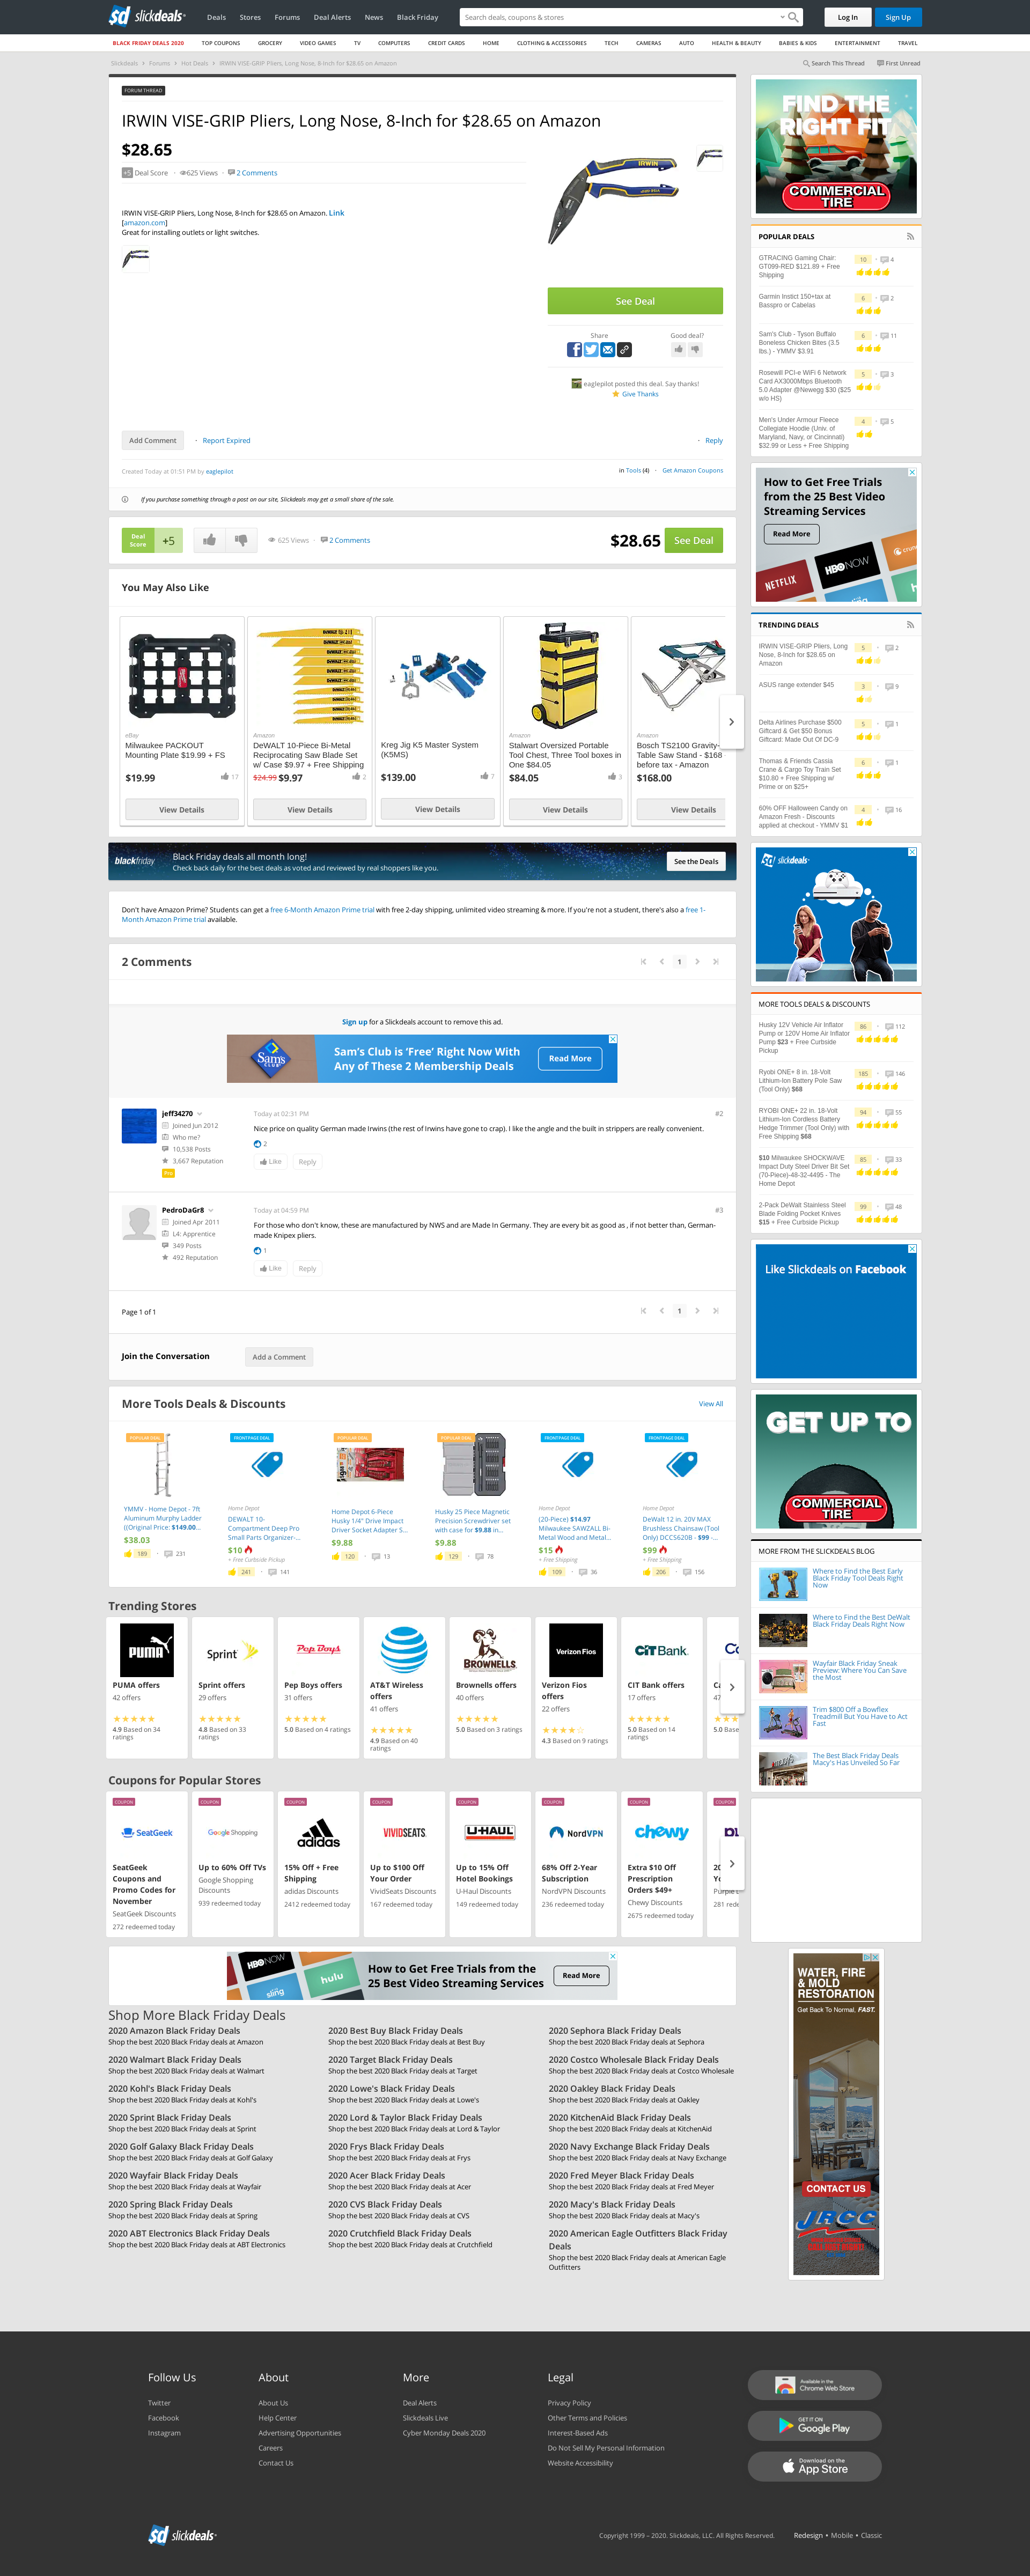 slickdeals
Deals
Stores
Forums
Deal Alerts
News
Black Friday
Search deals, coupons & stores
Log In
Sign Up
BLACK FRIDAY DEALS 2020
TOP COUPONS
GROCERY
VIDEO GAMES
TV
COMPUTERS
CREDIT CARDS
HOME
CLOTHING & ACCESSORIES
TECH
CAMERAS
AUTO
HEALTH & BEAUTY
BABIES & KIDS
ENTERTAINMENT
TRAVEL
Slickdeals > Forums > Hot Deals > IRWIN VISE-GRIP Pliers, Long Nose, 8-Inch for $28.65 on Amazon
Search This Thread
First Unread
FORUM THREAD
IRWIN VISE-GRIP Pliers, Long Nose, 8-Inch for $28.65 on Amazon
$28.65
+5 Deal Score
625 Views
2 Comments
IRWIN VISE-GRIP Pliers, Long Nose, 8-Inch for $28.65 on Amazon. Link
[amazon.com]
Great for installing outlets or light switches.
See Deal
Share
Good deal?
eaglepilot posted this deal. Say thanks!
Give Thanks
Add Comment
Report Expired
Reply
Created Today at 01:51 PM by eaglepilot
in Tools (4)
Get Amazon Coupons
If you purchase something through a post on our site, Slickdeals may get a small share of the sale.
Deal Score
+5
625 Views
2 Comments
$28.65
See Deal
You May Also Like
eBay
Milwaukee PACKOUT Mounting Plate $19.99 + FS
$19.99
17
View Details
Amazon
DeWALT 10-Piece Bi-Metal Reciprocating Saw Blade Set w/ Case $9.97 + Free Shipping
$24.99 $9.97
2
View Details
Kreg Jig K5 Master System (K5MS)
$139.00
7
View Details
Amazon
Stalwart Oversized Portable Tool Chest, Three Tool boxes in One $84.05
$84.05
3
View Details
Amazon
Bosch TS2100 Gravity-
Table Saw Stand - $168
before tax - Amazon
$168.00
View Details
blackfriday
Black Friday deals all month long!
Check back daily for the best deals as voted and reviewed by real shoppers like you.
See the Deals
Don't have Amazon Prime? Students can get a free 6-Month Amazon Prime trial with free 2-day shipping, unlimited video streaming & more. If you're not a student, there's also a free 1-
Month Amazon Prime trial available.
2 Comments
1
Sign up for a Slickdeals account to remove this ad.
Sam's Club
Sam's Club is 'Free' Right Now With
Any of These 2 Membership Deals
Read More
jeff34270
Joined Jun 2012
Who me?
10,538 Posts
3,667 Reputation
Pro
Today at 02:31 PM
#2
Nice price on quality German made Irwins (the rest of Irwins have gone to crap). I like the angle and the built in strippers are really convenient.
2
Like
Reply
PedroDaGr8
Joined Apr 2011
L4: Apprentice
349 Posts
492 Reputation
Today at 04:59 PM
#3
For those who don't know, these are manufactured by NWS and are Made In Germany. They are every bit as good as , if not better than, German-
made Knipex pliers.
1
Like
Reply
Page 1 of 1
1
Join the Conversation
Add a Comment
More Tools Deals & Discounts
View All
POPULAR DEAL
YMMV - Home Depot - 7ft Aluminum Murphy Ladder ((Original Price: $149.00...
$38.03
189
231
FRONTPAGE DEAL
Home Depot
DEWALT 10-Compartment Deep Pro Small Parts Organizer-...
$10
+ Free Curbside Pickup
241
141
POPULAR DEAL
Home Depot 6-Piece Husky 1/4" Drive Impact Driver Socket Adapter S...
$9.88
120
13
POPULAR DEAL
Husky 25 Piece Magnetic Precision Screwdriver set with case for $9.88 in...
$9.88
129
78
FRONTPAGE DEAL
Home Depot
(20-Piece) $14.97 Milwaukee SAWZALL Bi-Metal Wood and Metal...
$15
+ Free Shipping
109
36
FRONTPAGE DEAL
Home Depot
DeWalt 12 in. 20V MAX Brushless Chainsaw (Tool Only) DCCS620B - $99 -...
$99
+ Free Shipping
206
156
Trending Stores
PUMA
PUMA offers
42 offers
4.9 Based on 34 ratings
Sprint
Sprint offers
29 offers
4.8 Based on 33 ratings
Pep Boys
Pep Boys offers
31 offers
5.0 Based on 4 ratings
AT&T Wireless offers
41 offers
4.9 Based on 40 ratings
BROWNELLS
Brownells offers
40 offers
5.0 Based on 3 ratings
Verizon Fios
Verizon Fios offers
22 offers
4.3 Based on 9 ratings
CIT Bank
CIT Bank offers
17 offers
5.0 Based on 14 ratings
Coupons for Popular Stores
COUPON
SeatGeek
SeatGeek Coupons and Promo Codes for November
SeatGeek Discounts
272 redeemed today
COUPON
Google Shopping
Up to 60% Off TVs
Google Shopping Discounts
939 redeemed today
COUPON
adidas
15% Off + Free Shipping
adidas Discounts
2412 redeemed today
COUPON
VIVIDSEATS.
Up to $100 Off Your Order
VividSeats Discounts
167 redeemed today
COUPON
U-HAUL
Up to 15% Off Hotel Bookings
U-Haul Discounts
149 redeemed today
COUPON
NordVPN
68% Off 2-Year Subscription
NordVPN Discounts
236 redeemed today
COUPON
chewy
Extra $10 Off Prescription Orders $49+
Chewy Discounts
2675 redeemed today
COUPON
HBO NOW
sling
hulu
How to Get Free Trials from the
25 Best Video Streaming Services
Read More
Shop More Black Friday Deals
2020 Amazon Black Friday Deals
Shop the best 2020 Black Friday deals at Amazon
2020 Best Buy Black Friday Deals
Shop the best 2020 Black Friday deals at Best Buy
2020 Sephora Black Friday Deals
Shop the best 2020 Black Friday deals at Sephora
2020 Walmart Black Friday Deals
Shop the best 2020 Black Friday deals at Walmart
2020 Target Black Friday Deals
Shop the best 2020 Black Friday deals at Target
2020 Costco Wholesale Black Friday Deals
Shop the best 2020 Black Friday deals at Costco Wholesale
2020 Kohl's Black Friday Deals
Shop the best 2020 Black Friday deals at Kohl's
2020 Lowe's Black Friday Deals
Shop the best 2020 Black Friday deals at Lowe's
2020 Oakley Black Friday Deals
Shop the best 2020 Black Friday deals at Oakley
2020 Sprint Black Friday Deals
Shop the best 2020 Black Friday deals at Sprint
2020 Lord & Taylor Black Friday Deals
Shop the best 2020 Black Friday deals at Lord & Taylor
2020 KitchenAid Black Friday Deals
Shop the best 2020 Black Friday deals at KitchenAid
2020 Golf Galaxy Black Friday Deals
Shop the best 2020 Black Friday deals at Golf Galaxy
2020 Frys Black Friday Deals
Shop the best 2020 Black Friday deals at Frys
2020 Navy Exchange Black Friday Deals
Shop the best 2020 Black Friday deals at Navy Exchange
2020 Wayfair Black Friday Deals
Shop the best 2020 Black Friday deals at Wayfair
2020 Acer Black Friday Deals
Shop the best 2020 Black Friday deals at Acer
2020 Fred Meyer Black Friday Deals
Shop the best 2020 Black Friday deals at Fred Meyer
2020 Spring Black Friday Deals
Shop the best 2020 Black Friday deals at Spring
2020 CVS Black Friday Deals
Shop the best 2020 Black Friday deals at CVS
2020 Macy's Black Friday Deals
Shop the best 2020 Black Friday deals at Macy's
2020 ABT Electronics Black Friday Deals
Shop the best 2020 Black Friday deals at ABT Electronics
2020 Crutchfield Black Friday Deals
Shop the best 2020 Black Friday deals at Crutchfield
2020 American Eagle Outfitters Black Friday Deals
Shop the best 2020 Black Friday deals at American Eagle Outfitters
FIND THE
RIGHT FIT
COMMERCIAL
TIRE
POPULAR DEALS
GTRACING Gaming Chair: GT099-RED $121.89 + Free Shipping
10
4
Garmin Instict 150+tax at Basspro or Cabelas
6
2
Sam's Club - Tyson Buffalo Boneless Chicken Bites (3.5 lbs.) - YMMV $3.91
6
11
Rosewill PCI-e WiFi 6 Network Card AX3000Mbps Bluetooth 5.0 Adapter @Newegg $30 ($25 w/o HS)
5
3
Men's Under Armour Fleece Collegiate Hoodie (Univ. of Maryland, Navy, or Cincinnati) $32.99 or Less + Free Shipping
4
5
How to Get Free Trials
from the 25 Best Video
Streaming Services
Read More
NETFLIX
HBO NOW
hulu
TRENDING DEALS
IRWIN VISE-GRIP Pliers, Long Nose, 8-Inch for $28.65 on Amazon
5
2
ASUS range extender $45
3
9
Delta Airlines Purchase $500 Giftcard & Get $50 Bonus Giftcard: Made Out Of DC-9
5
1
Thomas & Friends Cassia Crane & Cargo Toy Train Set $10.80 + Free Shipping w/ Prime or on $25+
6
1
60% OFF Halloween Candy on Amazon Fresh - Discounts applied at checkout - YMMV $1
4
16
slickdeals
MORE TOOLS DEALS & DISCOUNTS
Husky 12V Vehicle Air Inflator Pump or 120V Home Air Inflator Pump $23 + Free Curbside Pickup
86
112
Ryobi ONE+ 8 in. 18-Volt Lithium-Ion Battery Pole Saw (Tool Only) $68
185
146
RYOBI ONE+ 22 in. 18-Volt Lithium-Ion Cordless Battery Hedge Trimmer (Tool Only) with Free Shipping $68
94
55
$10 Milwaukee SHOCKWAVE Impact Duty Steel Driver Bit Set (70-Piece)-48-32-4495 - The Home Depot
85
33
2-Pack DeWalt Stainless Steel Blade Folding Pocket Knives $15 + Free Curbside Pickup
99
48
Like Slickdeals on Facebook
GET UP TO
COMMERCIAL
TIRE
MORE FROM THE SLICKDEALS BLOG
Where to Find the Best Early Black Friday Tool Deals Right Now
Where to Find the Best DeWalt Black Friday Deals Right Now
Wayfair Black Friday Sneak Preview: Where You Can Save the Most
Trim $800 Off a Bowflex Treadmill But You Have to Act Fast
The Best Black Friday Deals Macy's Has Unveiled So Far
WATER, FIRE
& MOLD
RESTORATION
Get Back To Normal, FAST.
CONTACT US
JRCC
Follow Us
Twitter
Facebook
Instagram
About
About Us
Help Center
Advertising Opportunities
Careers
Contact Us
More
Deal Alerts
Slickdeals Live
Cyber Monday Deals 2020
Legal
Privacy Policy
Other Terms and Policies
Interest-Based Ads
Do Not Sell My Personal Information
Website Accessibility
Available in the
Chrome Web Store
GET IT ON
Google Play
Download on the
App Store
slickdeals
Copyright 1999 - 2020. Slickdeals, LLC. All Rights Reserved.
Redesign • Mobile • Classic